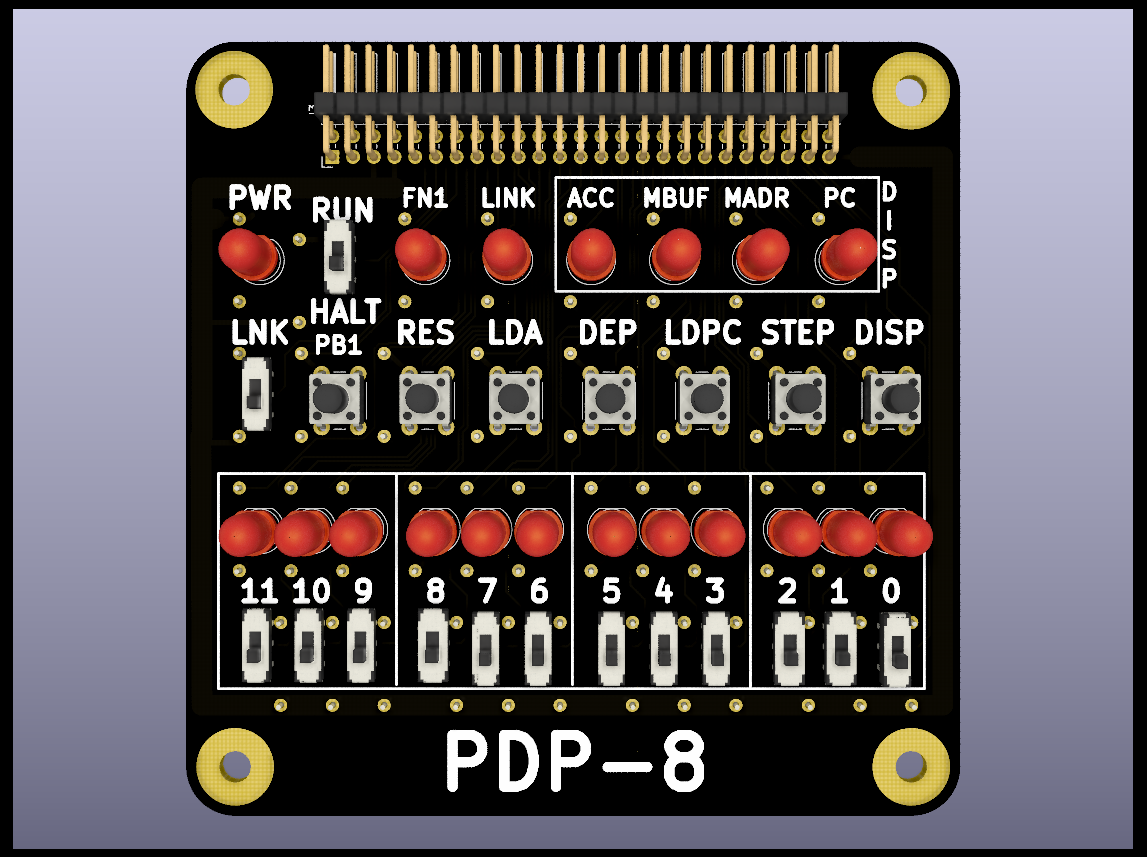 PWR RUN FN1 LINK ACC MBUF MADR PC DISP
HALT
LNK PB1 RES LDA DEP LDPC STEP DISP
11 10 9 8 7 6 5 4 3 2 1 0
PDP-8